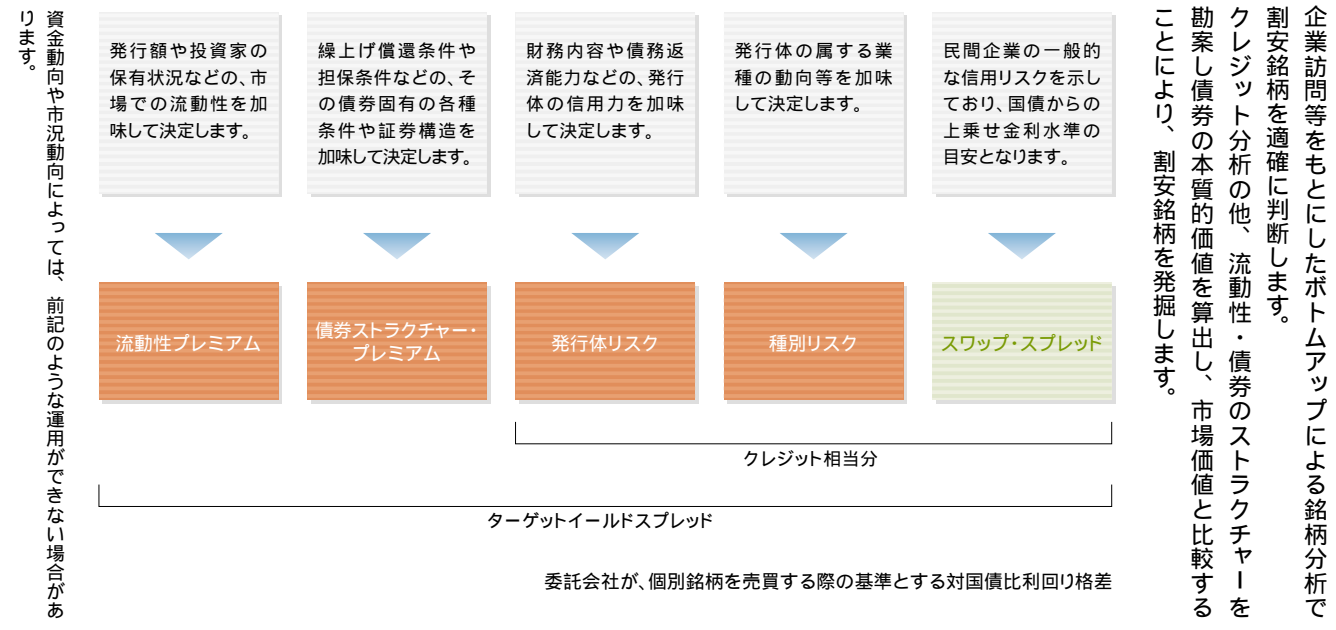 企業訪問等をもとにしたボトムアップによる銘柄分析で
割安銘柄を適確に判断します。
クレジット分析の他、流動性・債券のストラクチャーを
勘案し債券の本質的価値を算出し、市場価値と比較する
ことにより、割安銘柄を発掘します。
発行額や投資家の
保有状況などの、市
場での流動性を加
味して決定します。
繰上げ償還条件や
担保条件などの、そ
の債券固有の各種
条件や証券構造を
加味して決定します。
財務内容や債務返
済能力などの、発行
体の信用力を加味
して決定します。
発行体の属する業
種の動向等を加味
して決定します。
民間企業の一般的
な信用リスクを示し
ており、国債からの
上乗せ金利水準の
目安となります。
流動性プレミアム
債券ストラクチャー・
プレミアム
発行体リスク
種別リスク
スワップ・スプレッド
クレジット相当分
ターゲットイールドスプレッド
委託会社が、個別銘柄を売買する際の基準とする対国債比利回り格差
資金動向や市況動向によっては、前記のような運用ができない場合があ
ります。